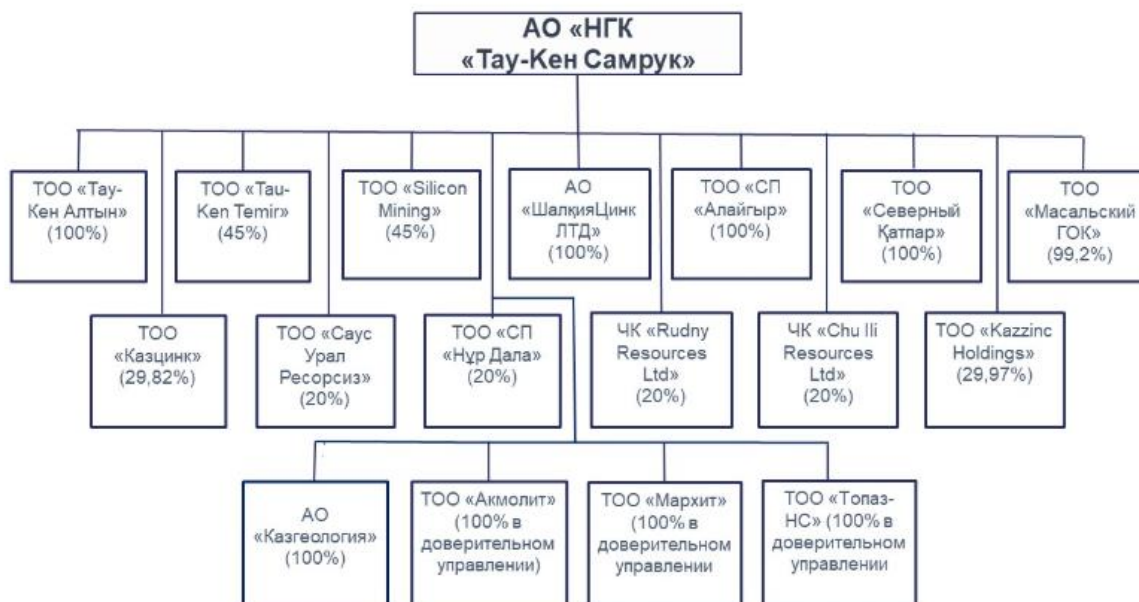 АО «НГК
«Тау-Кен Самрук»
ТОО «Тау-
Кен Алтын»
(100%)
ТОО «Tau-
Ken Temir»
(45%)
ТОО «Silicon
Mining»
(45%)
АО
«ШалқияЦинк
ЛТД»
(100%)
ТОО «СП
«Алайгыр»
(100%)
ТОО
«Северный
Қатпар»
(100%)
ТОО
«Масальский
ГОК»
(99,2%)
ТОО
«Казцинк»
(29,82%)
ТОО «Саус
Урал
Ресорсиз»
(20%)
ТОО «СП
«Нұр Дала»
(20%)
ЧК «Rudny
Resources
Ltd»
(20%)
ЧК «Chu Ili
Resources
Ltd»
(20%)
ТОО «Kazzinc
Holdings»
(29,97%)
АО
«Казгеология»
(100%)
ТОО «Акмолит»
(100% в
доверительном
управлении)
ТОО «Мархит»
(100% в
доверительном
управлении
ТОО «Топаз-
НС» (100% в
доверительном
управлении